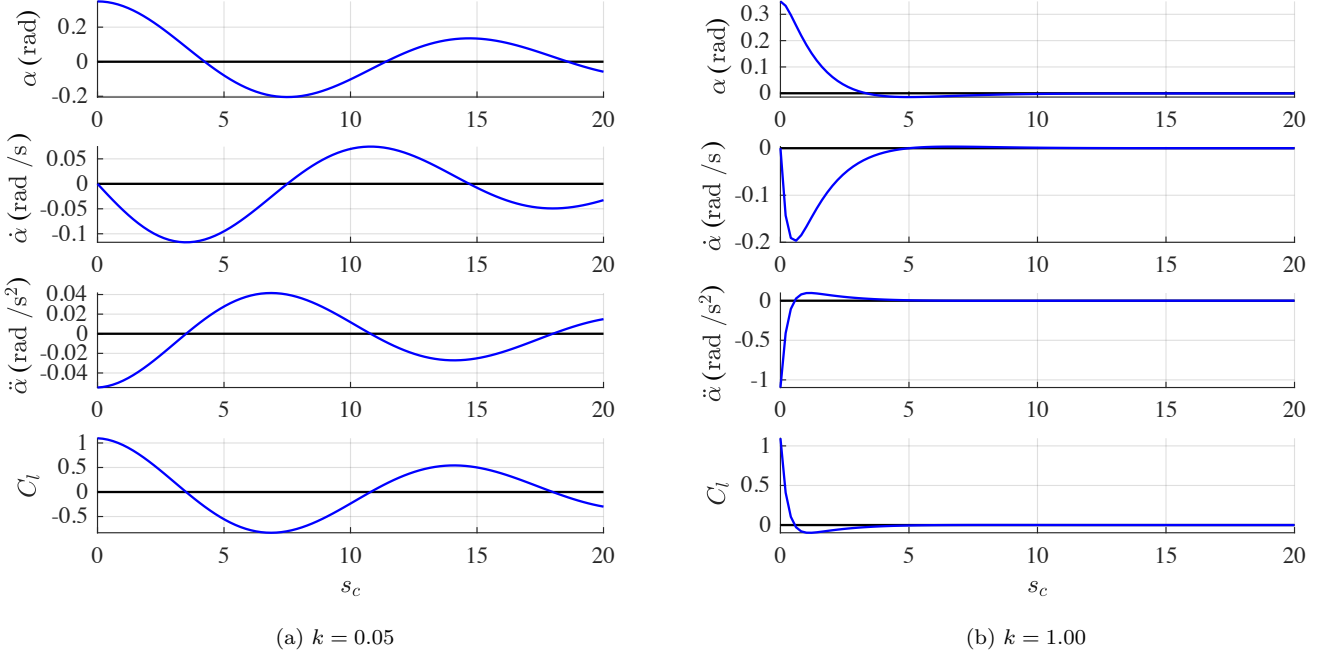 α (rad)
0.2
0
-0.2
0 5 10 15 20
α̇ (rad /s)
0.05
0
-0.05
-0.1
0 5 10 15 20
α̈ (rad /s²)
0.04
0.02
0
-0.02
-0.04
0 5 10 15 20
C_l
1
0.5
0
-0.5
0 5 10 15 20
s_c
(a) k = 0.05
α (rad)
0.3
0.2
0.1
0
0 5 10 15 20
α̇ (rad /s)
0
-0.1
-0.2
0 5 10 15 20
α̈ (rad /s²)
0
-0.5
-1
0 5 10 15 20
C_l
1
0.5
0
0 5 10 15 20
s_c
(b) k = 1.00